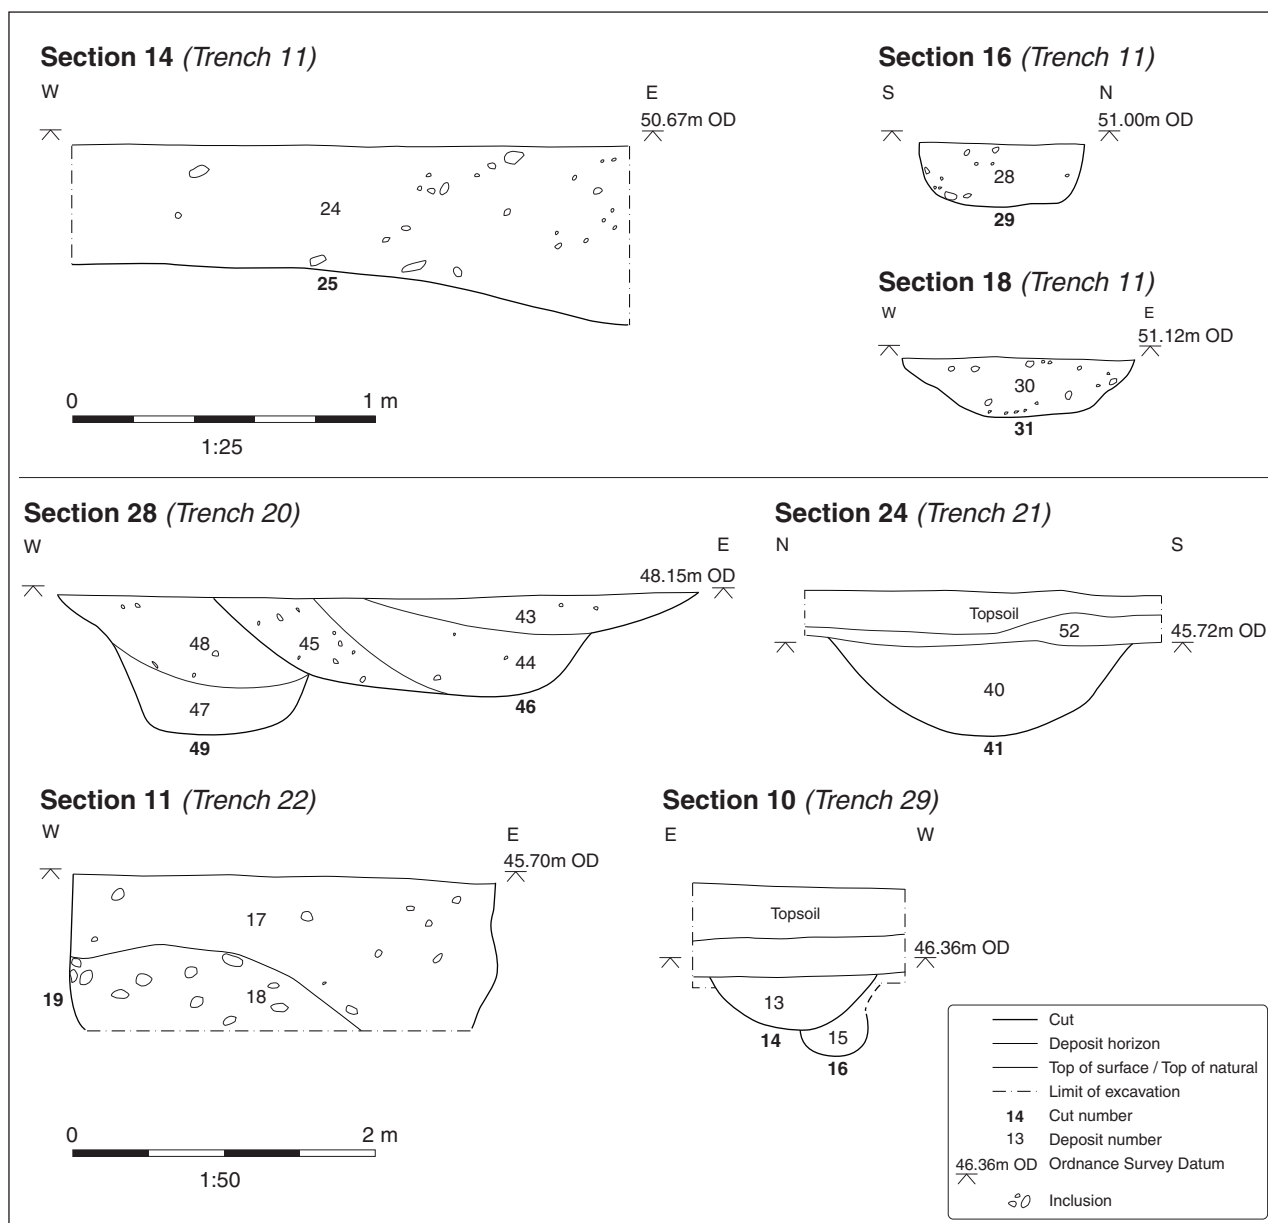 Section 14 (Trench 11)
W
E
50.67m OD
24
25
0
1 m
1:25
Section 16 (Trench 11)
S
N
51.00m OD
28
29
Section 18 (Trench 11)
W
E
51.12m OD
30
31
Section 28 (Trench 20)
W
E
48.15m OD
43
48
45
44
47
46
49
Section 24 (Trench 21)
N
S
Topsoil
52
45.72m OD
40
41
Section 11 (Trench 22)
W
E
45.70m OD
17
18
19
0
2 m
1:50
Section 10 (Trench 29)
E
W
Topsoil
46.36m OD
13
14
15
16
Cut
Deposit horizon
Top of surface / Top of natural
Limit of excavation
14 Cut number
13 Deposit number
46.36m OD Ordnance Survey Datum
Inclusion